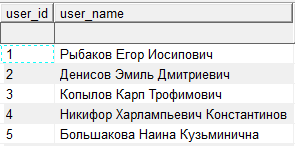 user_id user_name
1 Рыбаков Егор Иосипович
2 Денисов Эмиль Дмитриевич
3 Копылов Карп Трофимович
4 Никифор Харлампьевич Константинов
5 Большакова Наина Кузьминична